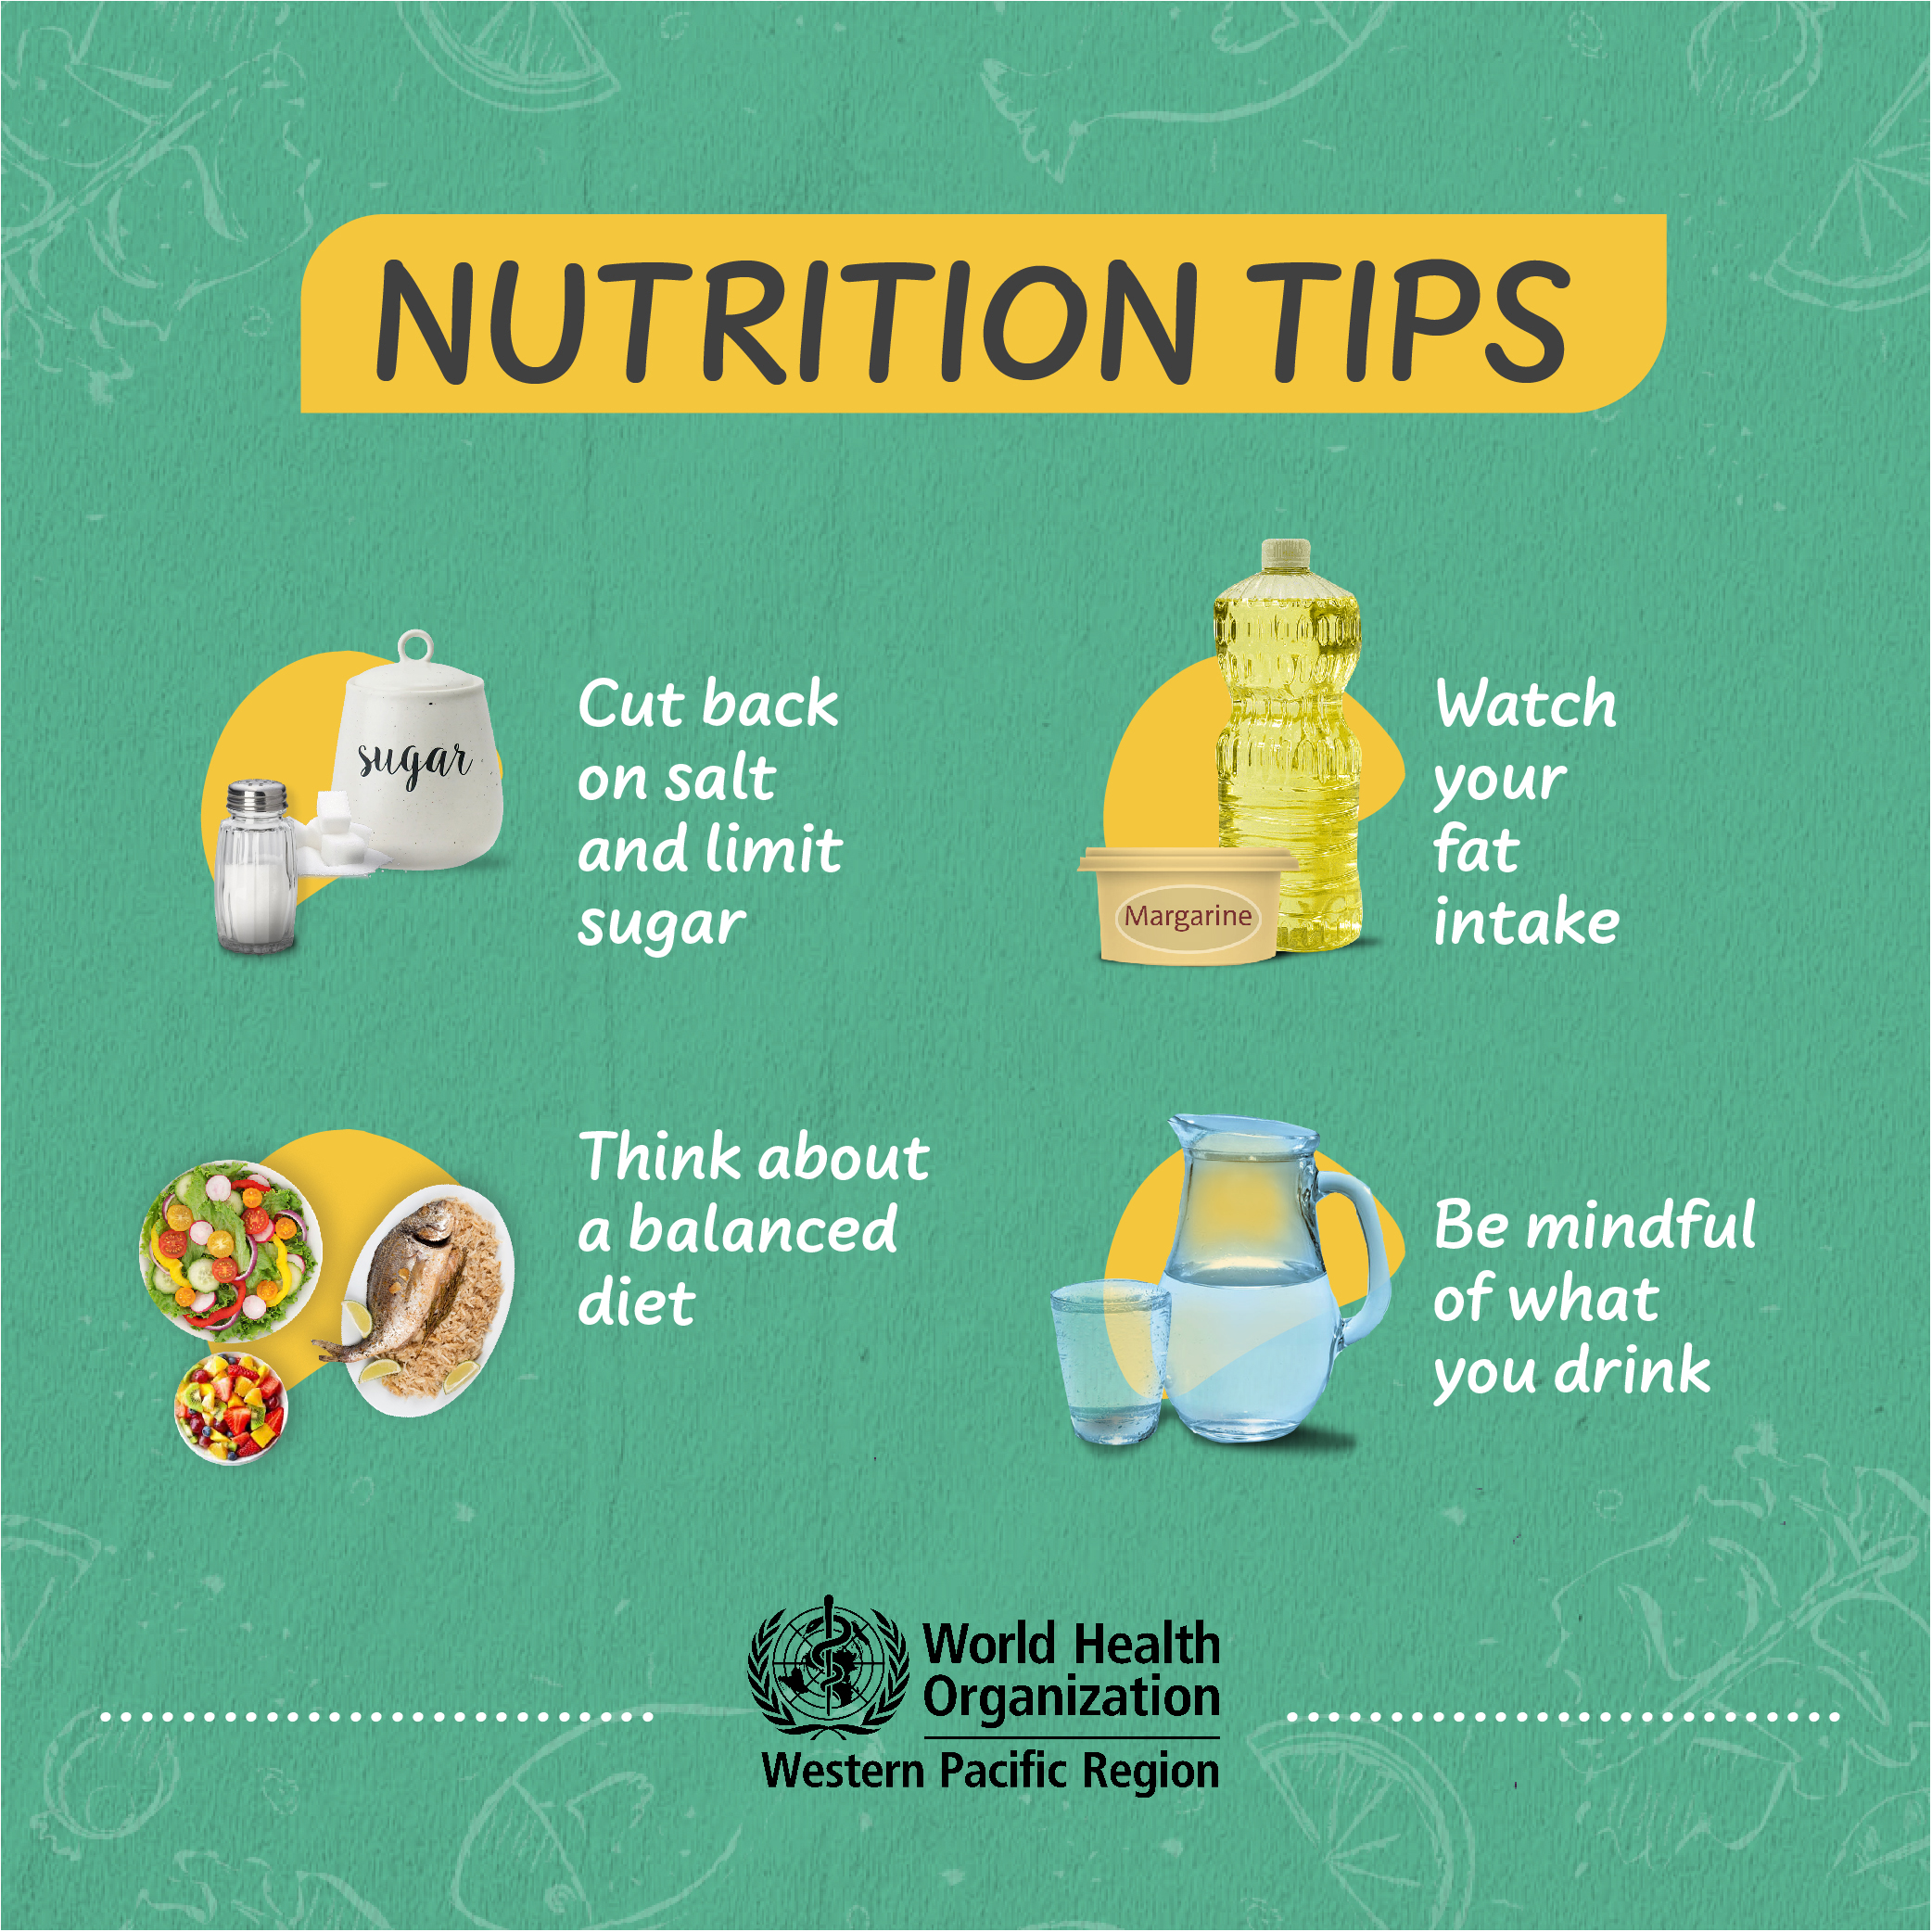 NUTRITION TIPS
sugar
Cut back
on salt
and limit
sugar
Margarine
Watch
your
fat
intake
Think about
a balanced
diet
Be mindful
of what
you drink
World Health
Organization
Western Pacific Region